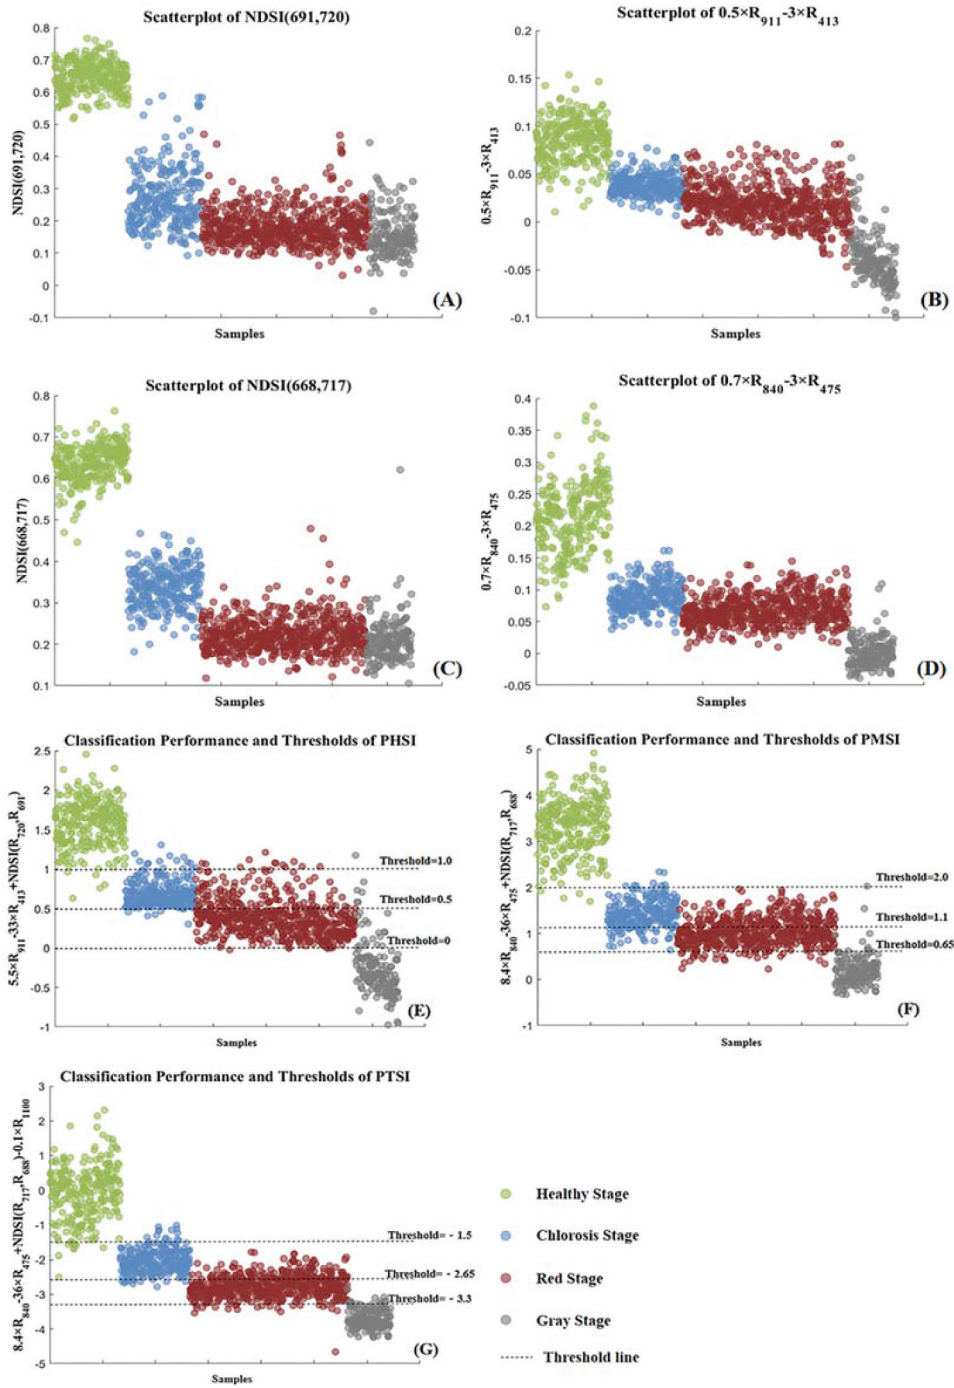 Scatterplot of NDSI(691,720)
NDSI(691,720)
0.8
0.7
0.6
0.5
0.4
0.3
0.2
0.1
0
-0.1
(A)
Samples
Scatterplot of 0.5×R911-3×R413
0.5×R911-3×R413
0.2
0.15
0.1
0.05
0
-0.05
-0.1
(B)
Samples
Scatterplot of NDSI(668,717)
NDSI(668,717)
0.8
0.7
0.6
0.5
0.4
0.3
0.2
0.1
(C)
Samples
Scatterplot of 0.7×R840-3×R475
0.7×R840-3×R475
0.4
0.35
0.3
0.25
0.2
0.15
0.1
0.05
0
-0.05
(D)
Samples
Classification Performance and Thresholds of PHSI
5.5×R911-33×R413+NDSI(R720,R691)
2.5
2
1.5
1
0.5
0
-0.5
-1
Threshold=1.0
Threshold=0.5
Threshold=0
(E)
Samples
Classification Performance and Thresholds of PMSI
8.4×R840-36×R475+NDSI(R717,R688)
5
4
3
2
1
0
-1
Threshold=2.0
Threshold=1.1
Threshold=0.65
(F)
Samples
Classification Performance and Thresholds of PTSI
8.4×R840-36×R475+NDSI(R717,R688)-0.1×R1100
3
2
1
0
-1
-2
-3
-4
-5
Threshold= - 1.5
Threshold= - 2.65
Threshold= - 3.3
(G)
Samples
Healthy Stage
Chlorosis Stage
Red Stage
Gray Stage
Threshold line